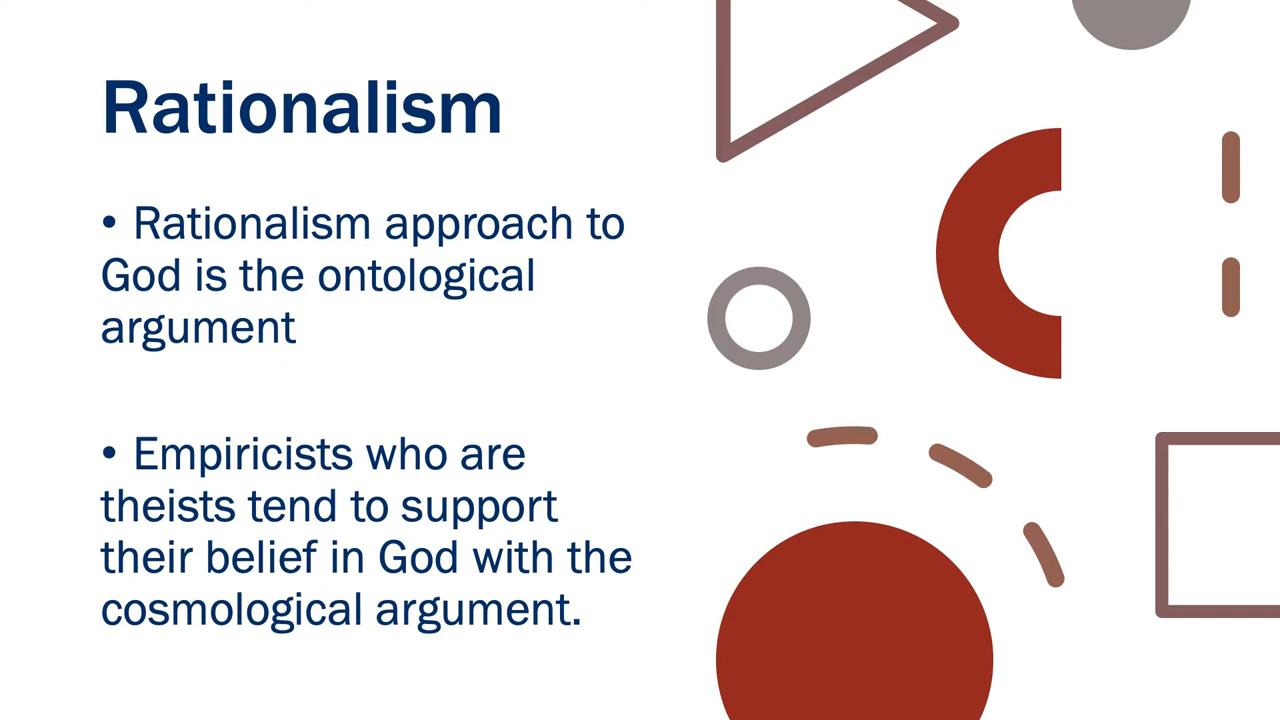 Rationalism
• Rationalism approach to
God is the ontological
argument
• Empiricists who are
theists tend to support
their belief in God with the
cosmological argument.